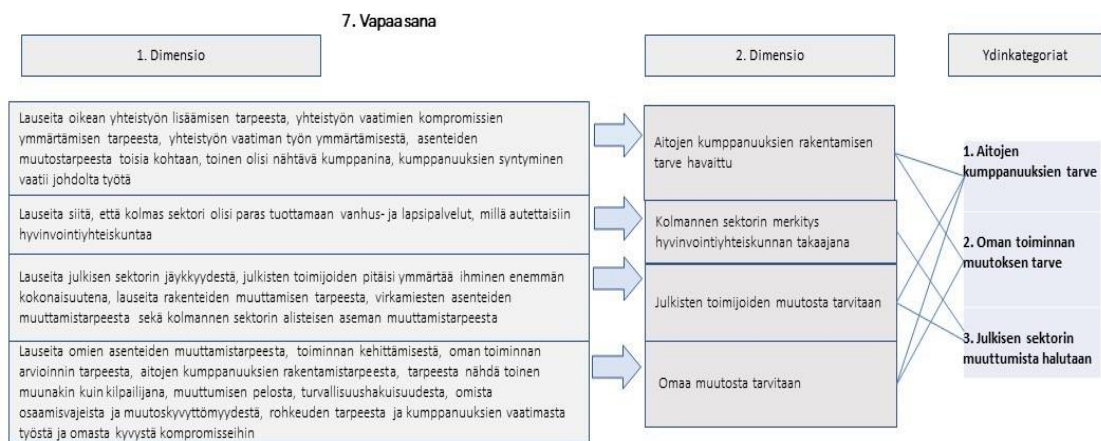 7. Vapaa sana
1. Dimensio
2. Dimensio
Ydinkategoriat
Lauseita oikean yhteistyön lisäämisen tarpeesta, yhteistyön vaatimien kompromissien
ymmärtämisen tarpeesta, yhteistyön vaatiman työn ymmärtämisestä, asenteiden
muutostarpeesta toisia kohtaan, toinen olisi nähtävä kumppanina, kumppanuuksien syntyminen
vaatii johdolta työtä
Aitojen kumppanuuksien rakentamisen
tarve havaittu
Lauseita siitä, että kolmas sektori olisi paras tuottamaan vanhus- ja lapsipalvelut, millä autettaisiin
hyvinvointiyhteiskuntaa
Kolmannen sektorin merkitys
hyvinvointiyhteiskunnan takaajana
Lauseita julkisen sektorin jäykkyydestä, julkisten toimijoiden pitäisi ymmärtää ihminen enemmän
kokonaisuutena, lauseita rakenteiden muuttamisen tarpeesta, virkamiesten asenteiden
muuttamistarpeesta sekä kolmannen sektorin alisteisen aseman muuttamistarpeesta
Julkisten toimijoiden muutosta tarvitaan
Lauseita omien asenteiden muuttamistarpeesta, toiminnan kehittämisestä, oman toiminnan
arvioinnin tarpeesta, aitojen kumppanuuksien rakentamistarpeesta, tarpeesta nähdä toinen
muunakin kuin kilpailijana, muuttumisen pelosta, turvallisuushakuisuudesta, omista
osaamisvajeista ja muutoskyvyttömyydestä, rohkeuden tarpeesta ja kumppanuuksien vaatimasta
työstä ja omasta kyvystä kompromisseihin
Omaa muutosta tarvitaan
1. Aitojen
kumppanuuksien tarve
2. Oman toiminnan
muutoksen tarve
3. Julkisen sektorin
muuttumista halutaan